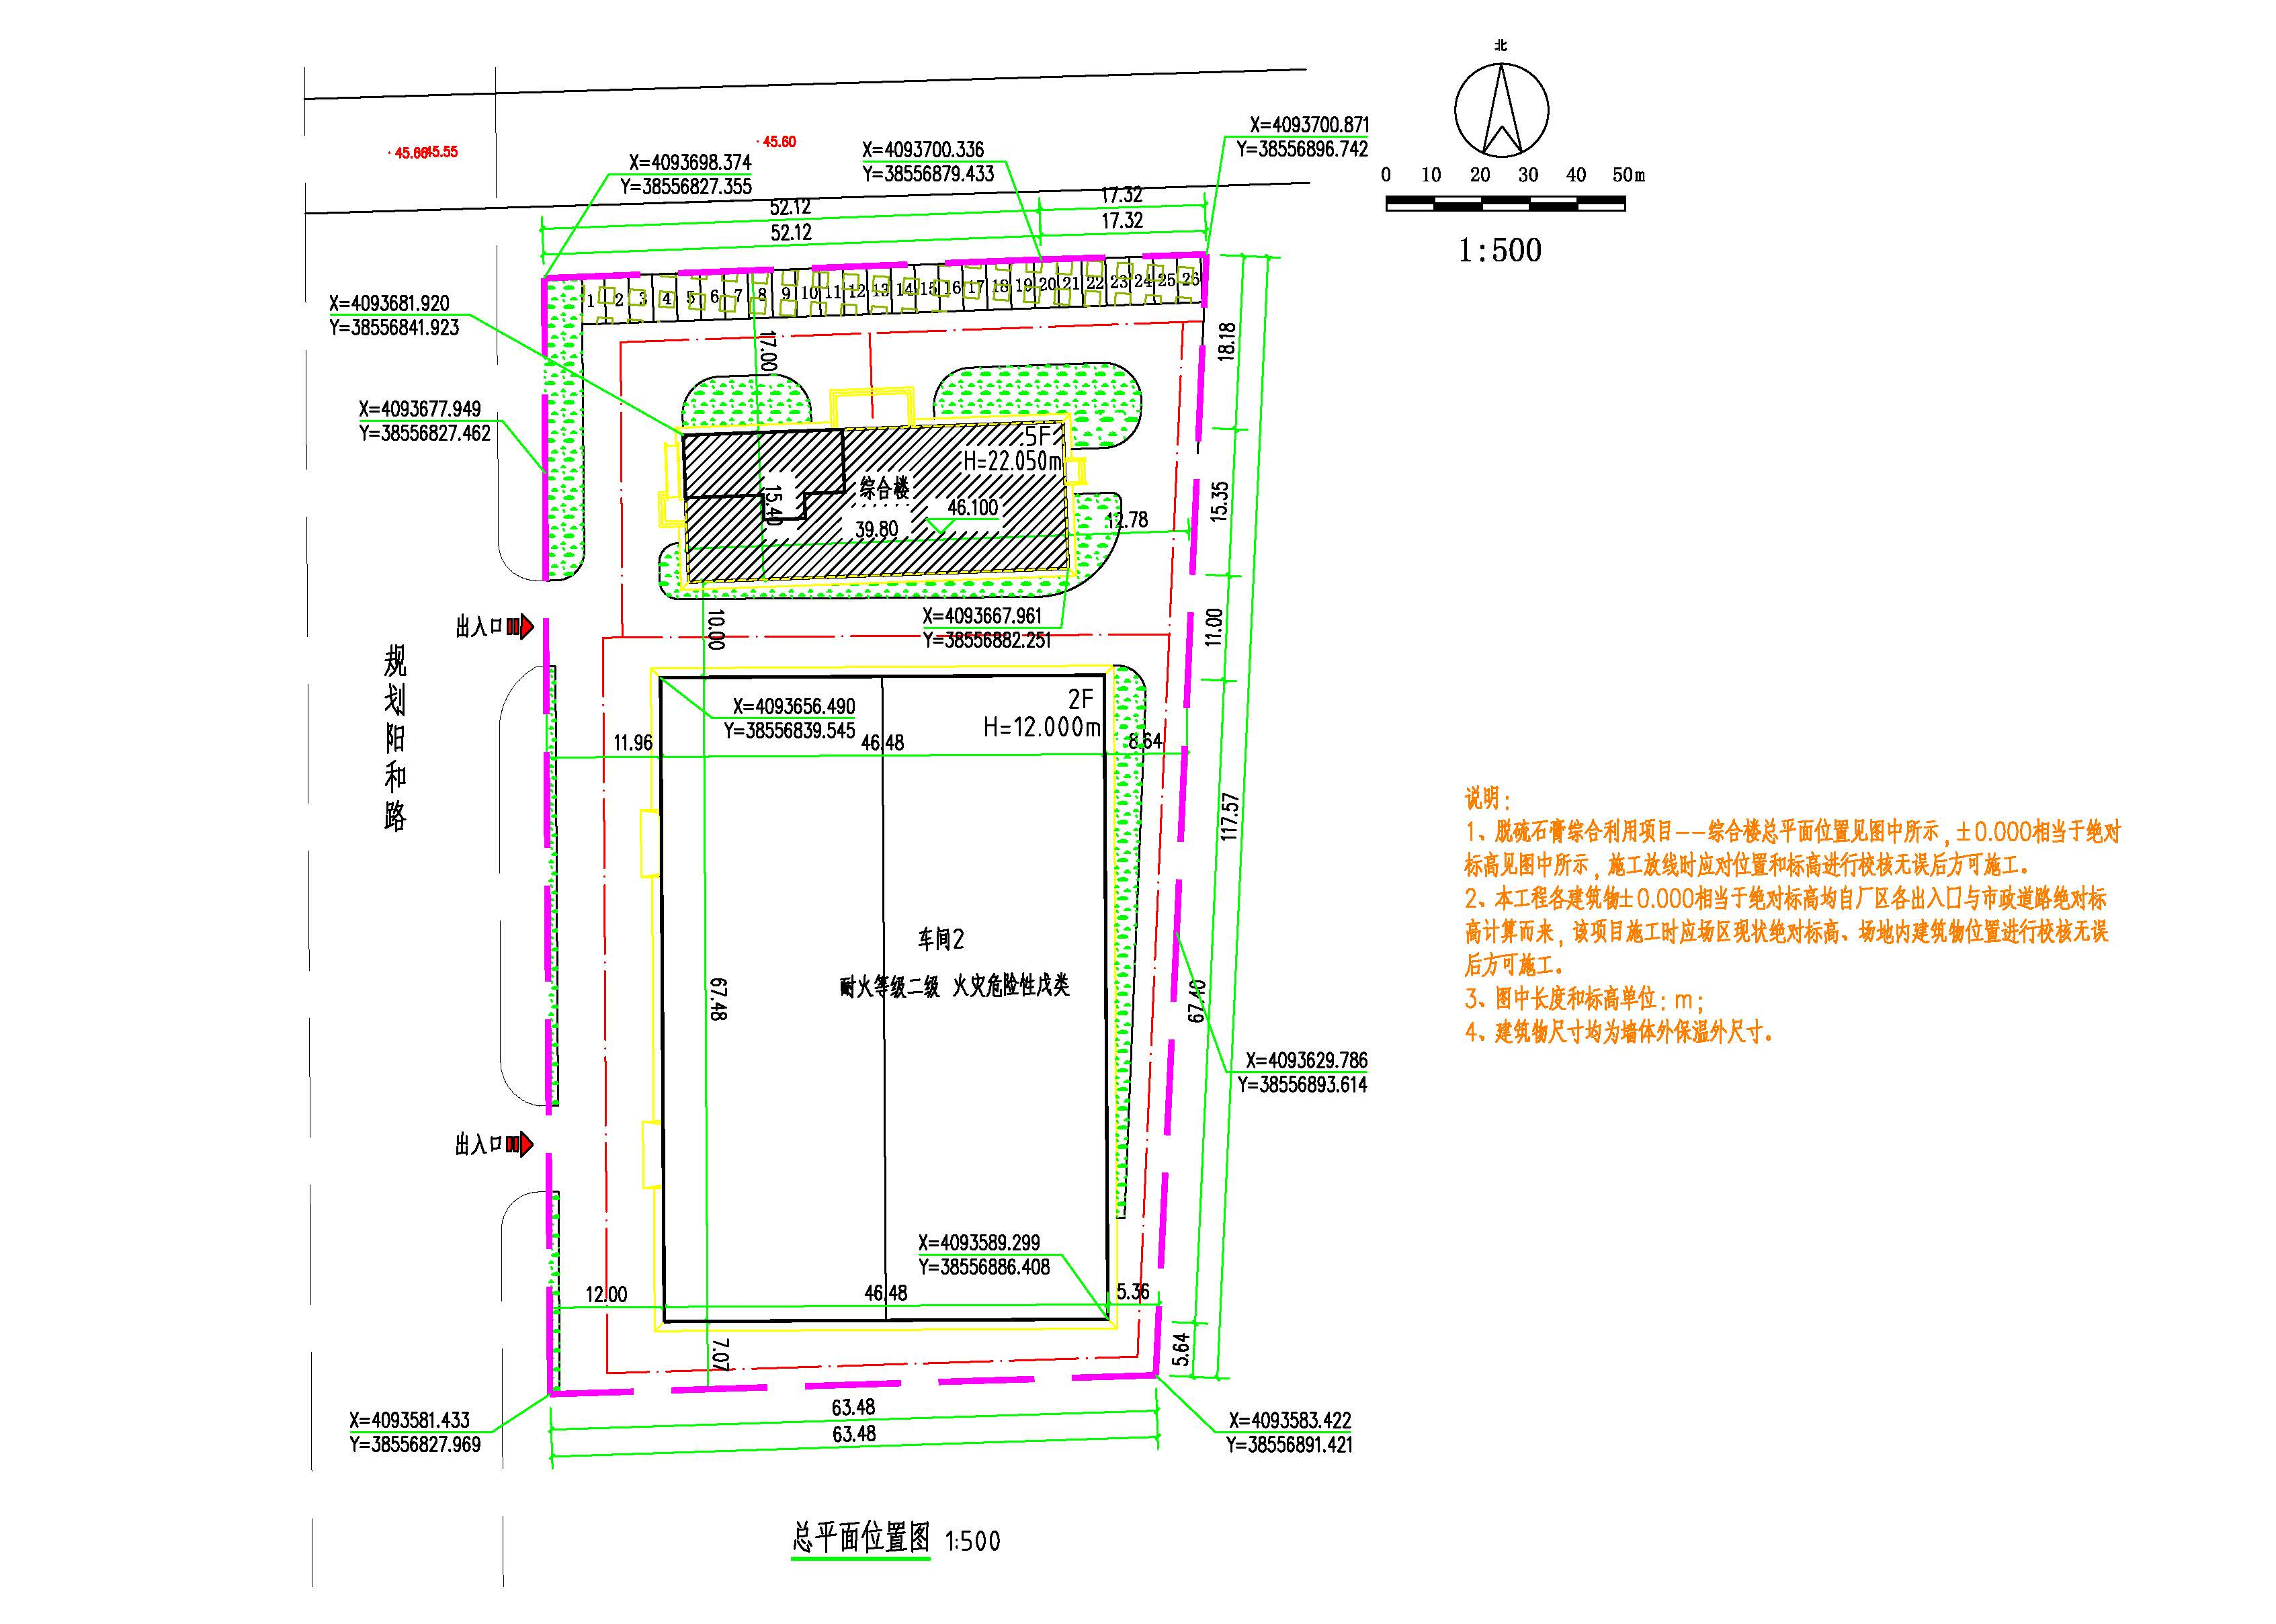 北
X=4093700.871
Y=38556896.742
X=4093700.336
Y=38556879.433
45.55
45.60
X=4093698.374
Y=38556827.355
0 10 20 30 40 50m
1:500
52.12
17.32
52.12
17.32
1 2 3 4 5 6 7 8 9 10 11 12 13 14 15 16 17 18 19 20 21 22 23 24 25 26
X=4093681.920
Y=38556841.923
17.00
18.18
X=4093677.949
Y=38556827.462
5F
H=22.050m
综合楼
15.40
46.100
39.80
12.78
15.35
X=4093667.961
Y=38556882.251
10.00
11.00
出入口
规划阳和路
X=4093656.490
Y=38556839.545
2F
H=12.000m
11.96
46.48
8.64
117.57
车间2
耐火等级二级 火灾危险性戊类
67.48
67.40
X=4093629.786
Y=38556893.614
说明：
1、脱硫石膏综合利用项目--综合楼总平面位置见图中所示，±0.000相当于绝对
标高见图中所示，施工放线时应对位置和标高进行校核无误后方可施工。
2、本工程各建筑物±0.000相当于绝对标高均自厂区各出入口与市政道路绝对标
高计算而来，该项目施工时应场区现状绝对标高、场地内建筑物位置进行校核无误
后方可施工。
3、图中长度和标高单位：m；
4、建筑物尺寸均为墙体外保温外尺寸。
出入口
X=4093589.299
Y=38556886.408
12.00
46.48
5.36
7.07
5.64
63.48
63.48
X=4093581.433
Y=38556827.969
X=4093583.422
Y=38556891.421
总平面位置图 1:500